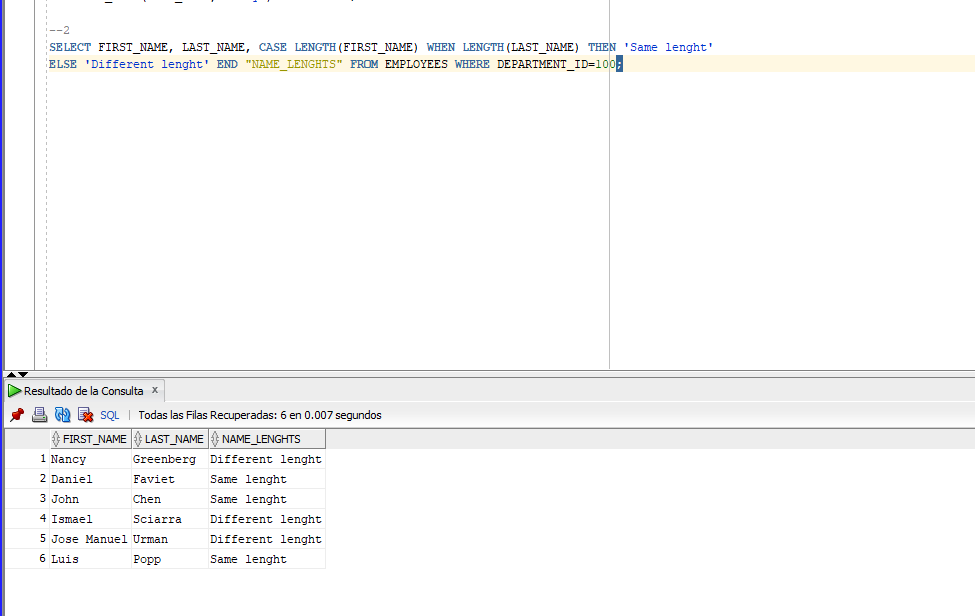 --2
SELECT FIRST_NAME, LAST_NAME, CASE LENGTH(FIRST_NAME) WHEN LENGTH(LAST_NAME) THEN 'Same lenght'
ELSE 'Different lenght' END "NAME_LENGHTS" FROM EMPLOYEES WHERE DEPARTMENT_ID=100;
Resultado de la Consulta x
SQL | Todas las Filas Recuperadas: 6 en 0.007 segundos
FIRST_NAME LAST_NAME NAME_LENGHTS
1 Nancy Greenberg Different lenght
2 Daniel Faviet Same lenght
3 John Chen Same lenght
4 Ismael Sciarra Different lenght
5 Jose Manuel Urman Different lenght
6 Luis Popp Same lenght